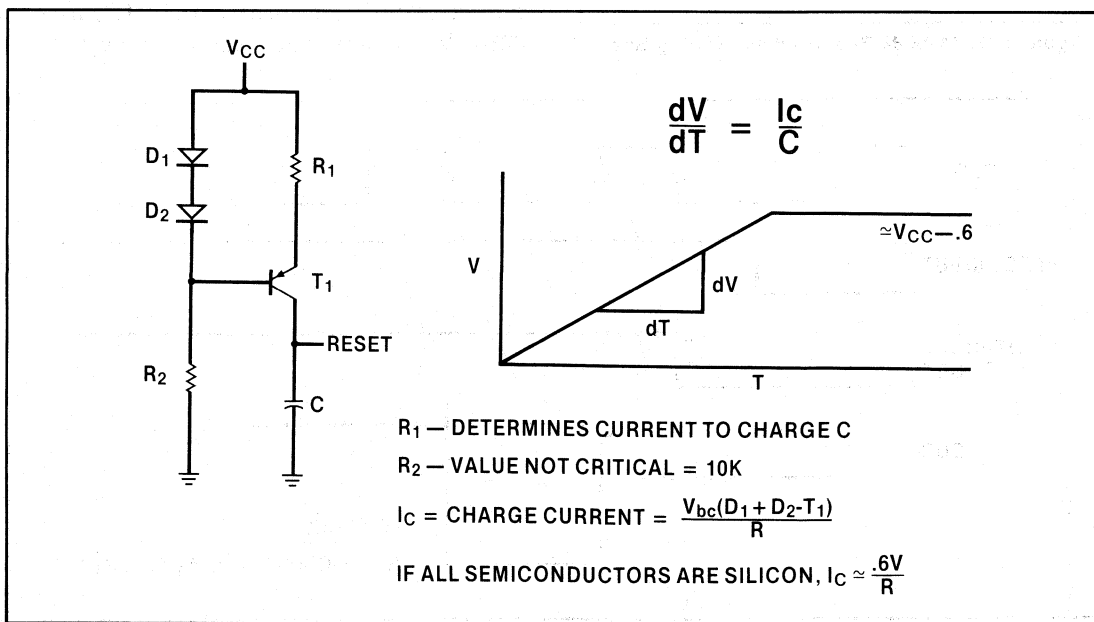 VCC
D1
R1
D2
T1
RESET
R2
C
dV/dT = Ic/C
V
≃VCC—.6
dV
dT
T
R1 — DETERMINES CURRENT TO CHARGE C
R2 — VALUE NOT CRITICAL = 10K
IC = CHARGE CURRENT = Vbc(D1 + D2-T1)/R
IF ALL SEMICONDUCTORS ARE SILICON, IC ≃ .6V/R